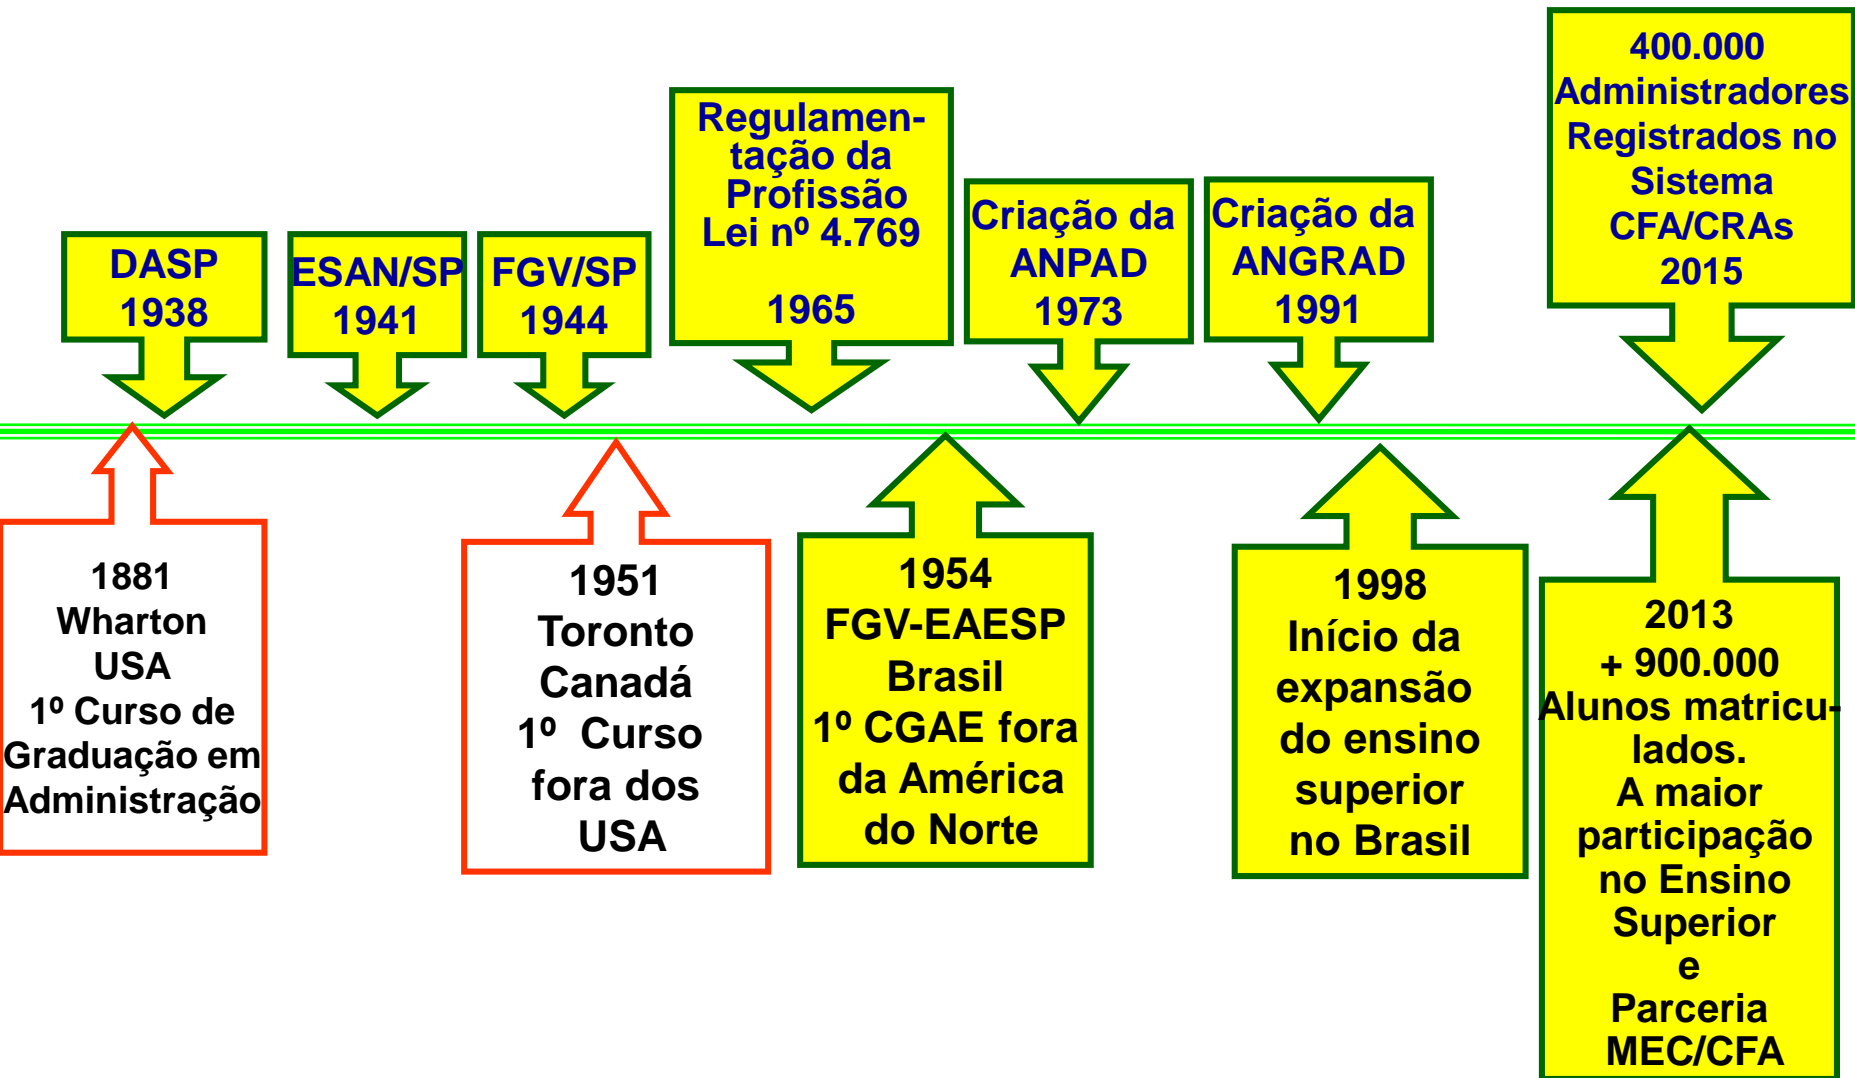 DASP
1938
ESAN/SP
1941
FGV/SP
1944
Regulamen-
tação da
Profissão
Lei nº 4.769
1965
Criação da
ANPAD
1973
Criação da
ANGRAD
1991
400.000
Administradores
Registrados no
Sistema
CFA/CRAs
2015
1881
Wharton
USA
1º Curso de
Graduação em
Administração
1951
Toronto
Canadá
1º Curso
fora dos
USA
1954
FGV-EAESP
Brasil
1º CGAE fora
da América
do Norte
1998
Início da
expansão
do ensino
superior
no Brasil
2013
+ 900.000
Alunos matricu-
lados.
A maior
participação
no Ensino
Superior
e
Parceria
MEC/CFA